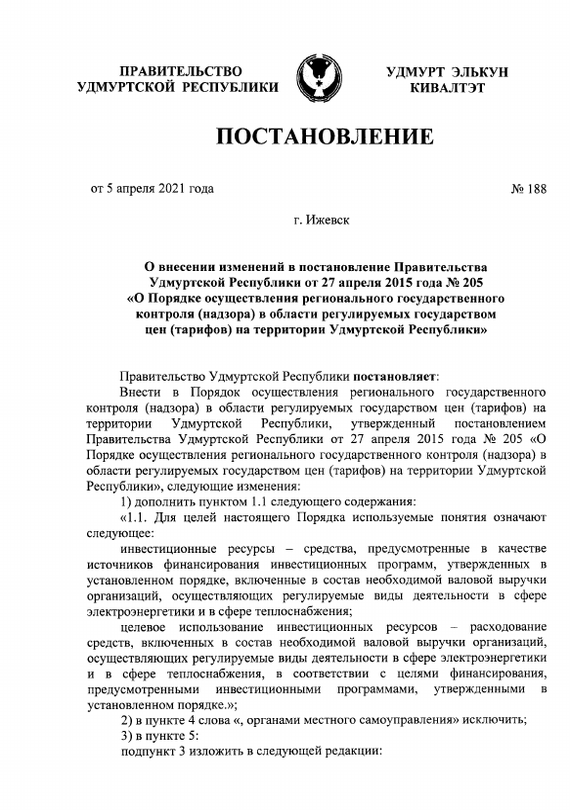 ПРАВИТЕЛЬСТВО
УДМУРТСКОЙ РЕСПУБЛИКИ
УДМУРТ ЭЛЬКУН
КИВАЛТЭТ
ПОСТАНОВЛЕНИЕ
от 5 апреля 2021 года
№ 188
г. Ижевск
О внесении изменений в постановление Правительства
Удмуртской Республики от 27 апреля 2015 года № 205
«О Порядке осуществления регионального государственного
контроля (надзора) в области регулируемых государством
цен (тарифов) на территории Удмуртской Республики»
Правительство Удмуртской Республики постановляет:
Внести в Порядок осуществления регионального государственного
контроля (надзора) в области регулируемых государством цен (тарифов) на
территории Удмуртской Республики, утвержденный постановлением
Правительства Удмуртской Республики от 27 апреля 2015 года № 205 «О
Порядке осуществления регионального государственного контроля (надзора) в
области регулируемых государством цен (тарифов) на территории Удмуртской
Республики», следующие изменения:
1) дополнить пунктом 1.1 следующего содержания:
«1.1. Для целей настоящего Порядка используемые понятия означают
следующее:
инвестиционные ресурсы – средства, предусмотренные в качестве
источников финансирования инвестиционных программ, утвержденных в
установленном порядке, включенные в состав необходимой валовой выручки
организаций, осуществляющих регулируемые виды деятельности в сфере
электроэнергетики и в сфере теплоснабжения;
целевое использование инвестиционных ресурсов – расходование
средств, включенных в состав необходимой валовой выручки организаций,
осуществляющих регулируемые виды деятельности в сфере электроэнергетики
и в сфере теплоснабжения, в соответствии с целями финансирования,
предусмотренными инвестиционными программами, утвержденными в
установленном порядке.»;
2) в пункте 4 слова «, органами местного самоуправления» исключить;
3) в пункте 5:
подпункт 3 изложить в следующей редакции: